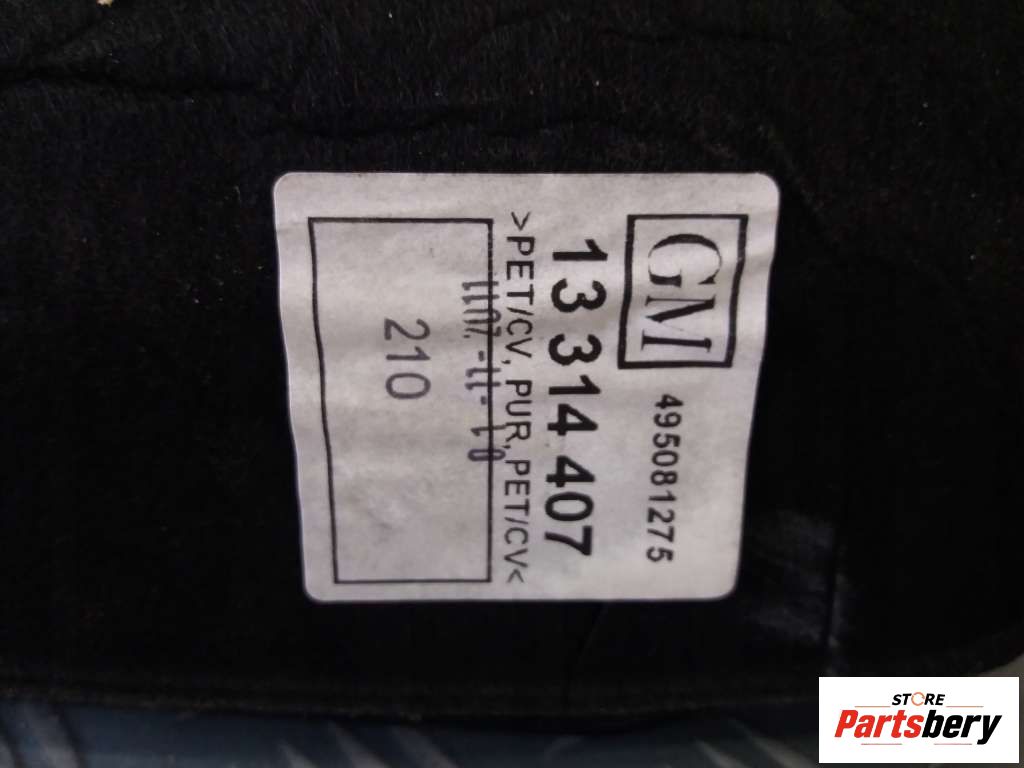 GM
495081275
13 314 407
>PET/CV, PUR, PET/CV<
210
STORE
Partsbery